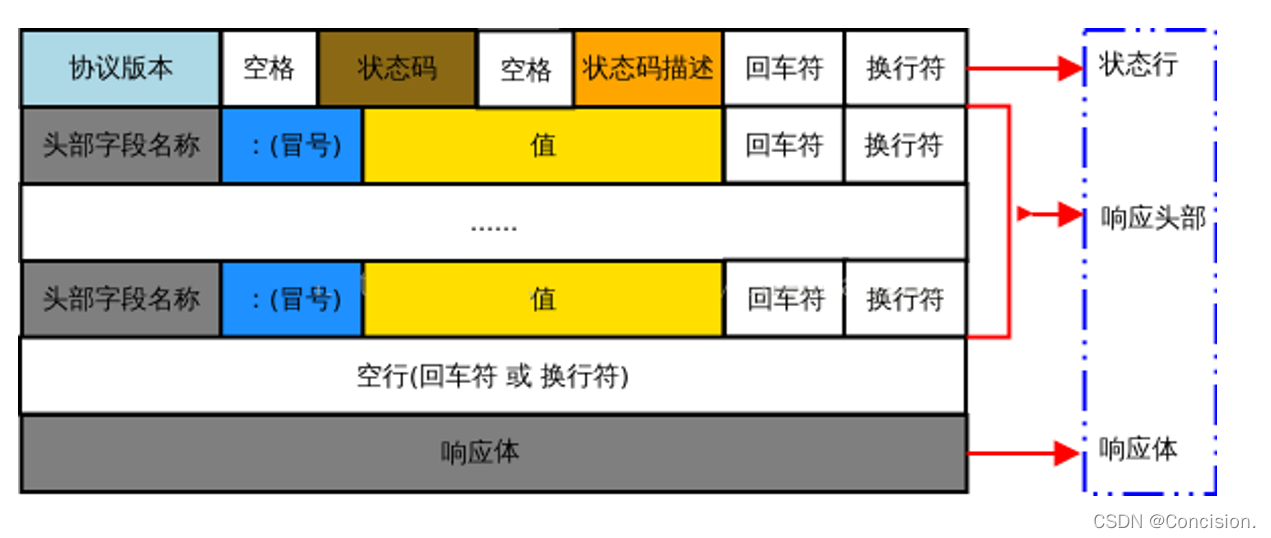 协议版本 空格 状态码 空格 状态码描述 回车符 换行符 状态行
头部字段名称 ：(冒号) 值 回车符 换行符
...... 响应头部
头部字段名称 ：(冒号) 值 回车符 换行符
空行(回车符 或 换行符)
响应体 响应体
CSDN @Concision.